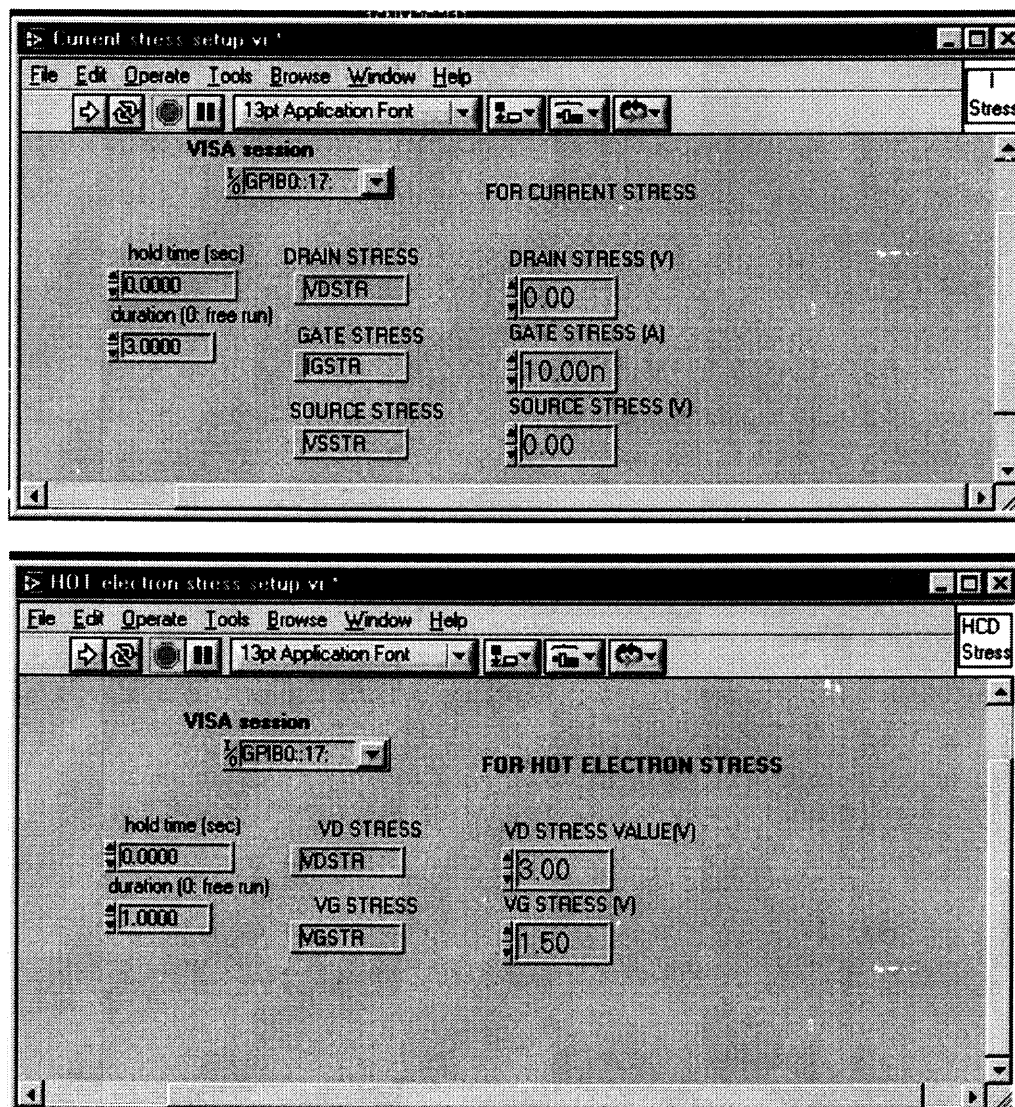 Current stress setup vi *
File Edit Operate Tools Browse Window Help
13pt Application Font
I
Stress
VISA session
GPIB0::17:
FOR CURRENT STRESS
hold time (sec) DRAIN STRESS DRAIN STRESS (V)
0.0000 VDSTR 0.00
duration (0: free run) GATE STRESS GATE STRESS (A)
3.0000 IGSTR 10.00n
SOURCE STRESS SOURCE STRESS (V)
VSSTR 0.00
HOT electron stress setup vi *
File Edit Operate Tools Browse Window Help
13pt Application Font
HCD
Stress
VISA session
GPIB0::17:
FOR HOT ELECTRON STRESS
hold time (sec) VD STRESS VD STRESS VALUE(V)
0.0000 VDSTR 3.00
duration (0: free run) VG STRESS VG STRESS (V)
1.0000 VGSTR 1.50